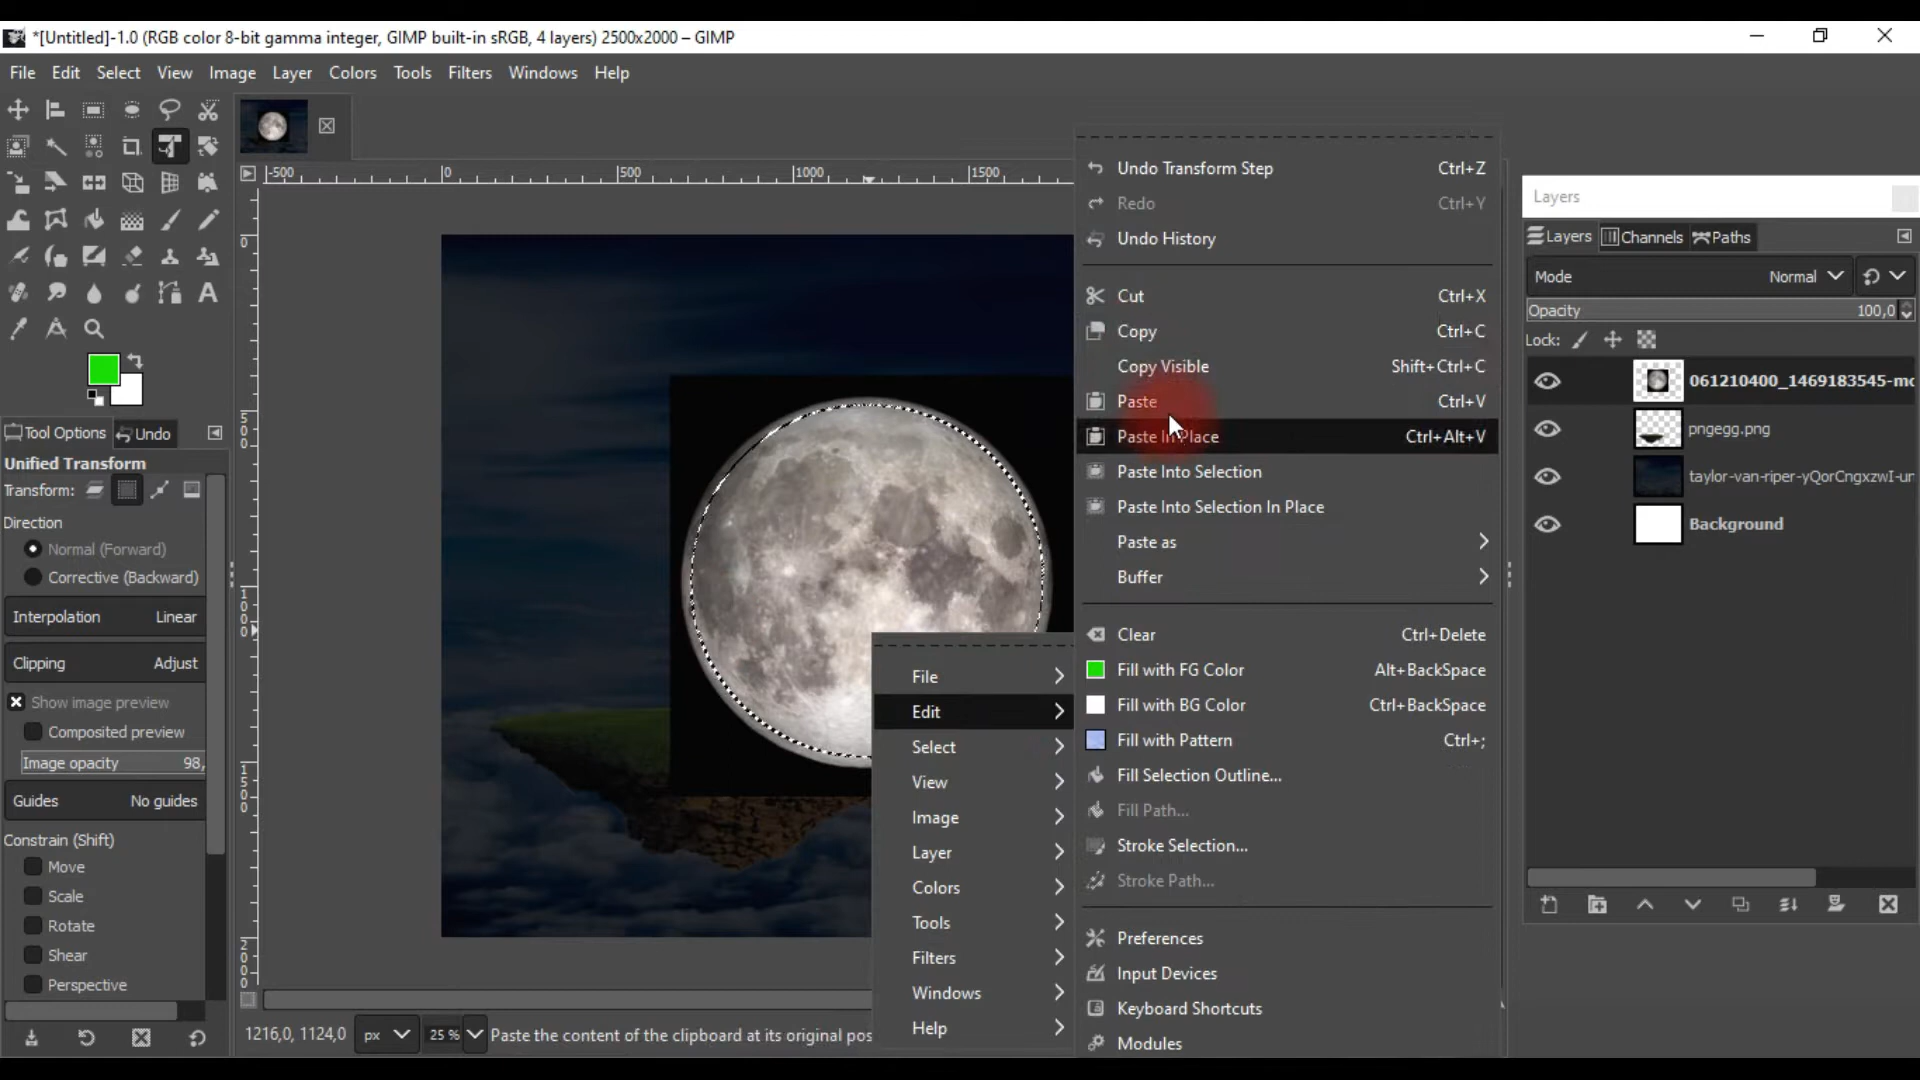 *[Untitled]-1.0 (RGB color 8-bit gamma integer, GIMP built-in sRGB, 4 layers) 2500x2000 – GIMP
File Edit Select View Image Layer Colors Tools Filters Windows Help
-500 0 500 1000 1500
0
500
1000
1500
2000
Tool Options Undo
Unified Transform
Transform:
Direction
Normal (Forward)
Corrective (Backward)
Interpolation Linear
Clipping Adjust
Show image preview
Composited preview
Image opacity 98,
Guides No guides
Constrain (Shift)
Move
Scale
Rotate
Shear
Perspective
1216,0, 1124,0 px 25 % Paste the content of the clipboard at its original pos
File
Edit
Select
View
Image
Layer
Colors
Tools
Filters
Windows
Help
Undo Transform Step Ctrl+Z
Redo Ctrl+Y
Undo History
Cut Ctrl+X
Copy Ctrl+C
Copy Visible Shift+Ctrl+C
Paste Ctrl+V
Paste In Place Ctrl+Alt+V
Paste Into Selection
Paste Into Selection In Place
Paste as
Buffer
Clear Ctrl+Delete
Fill with FG Color Alt+BackSpace
Fill with BG Color Ctrl+BackSpace
Fill with Pattern Ctrl+;
Fill Selection Outline...
Fill Path...
Stroke Selection...
Stroke Path...
Preferences
Input Devices
Keyboard Shortcuts
Modules
Layers
Layers Channels Paths
Mode Normal
Opacity 100,0
Lock:
061210400_1469183545-mo
pngegg.png
taylor-van-riper-yQorCngxzwI-un
Background